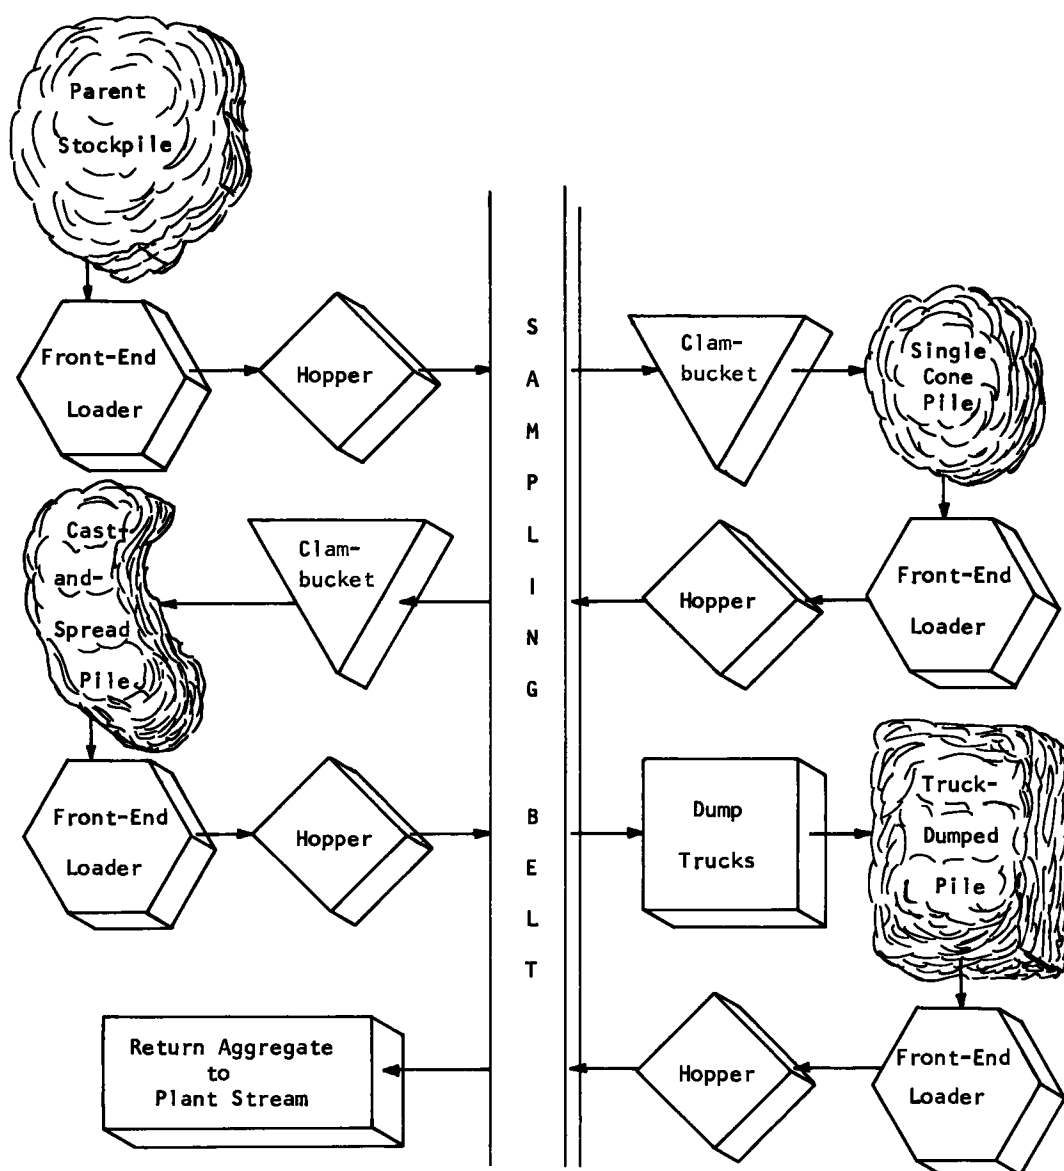 Parent
Stockpile
Front-End
Loader
Hopper
SAMPLING BELT
Clam-
bucket
Single
Cone
Pile
Front-End
Loader
Hopper
Clam-
bucket
Cast-
and-
Spread
Pile
Front-End
Loader
Hopper
Dump
Trucks
Truck-
Dumped
Pile
Front-End
Loader
Hopper
Return Aggregate
to
Plant Stream